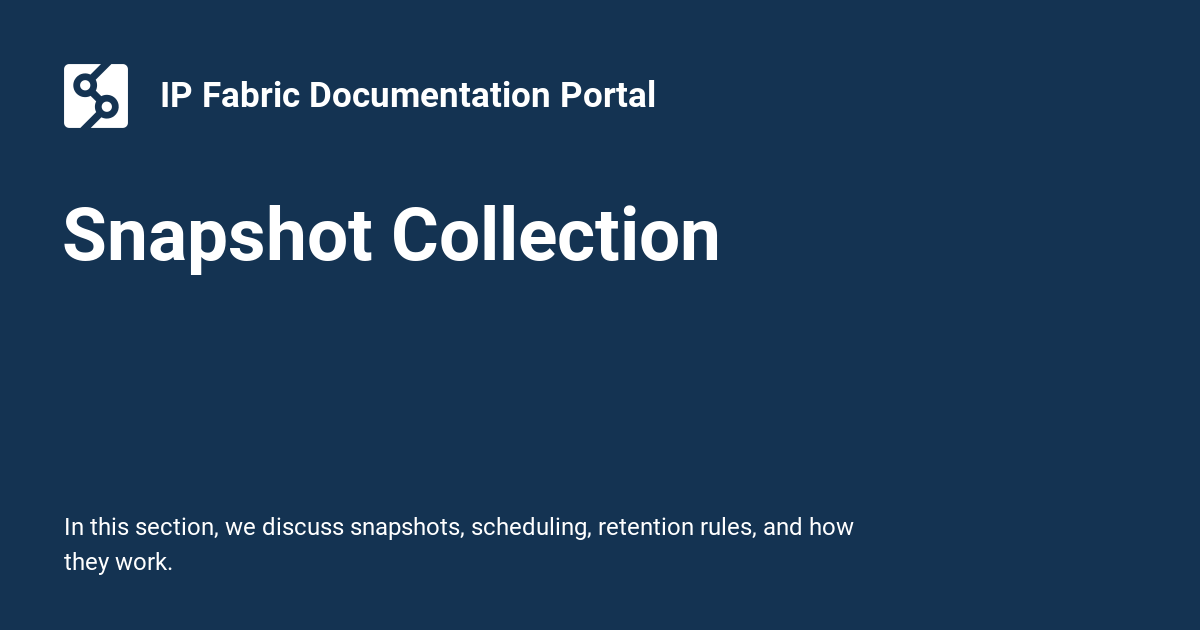 IP Fabric Documentation Portal
Snapshot Collection
In this section, we discuss snapshots, scheduling, retention rules, and how
they work.